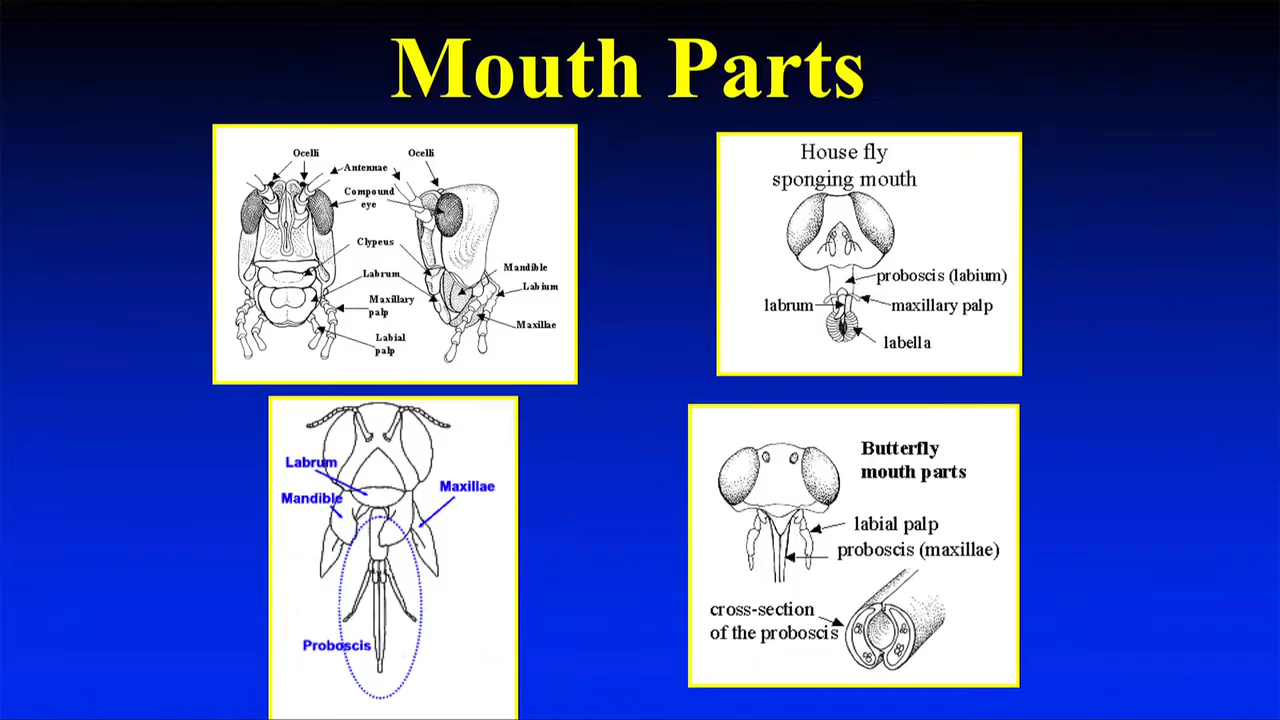 Mouth Parts
Ocelli
Ocelli
Antennae
Compound
eye
Clypeus
Labrum
Maxillary
palp
Labial
palp
Mandible
Labium
Maxillae
House fly
sponging mouth
proboscis (labium)
labrum
maxillary palp
labella
Labrum
Mandible
Maxillae
Proboscis
Butterfly
mouth parts
labial palp
proboscis (maxillae)
cross-section
of the proboscis